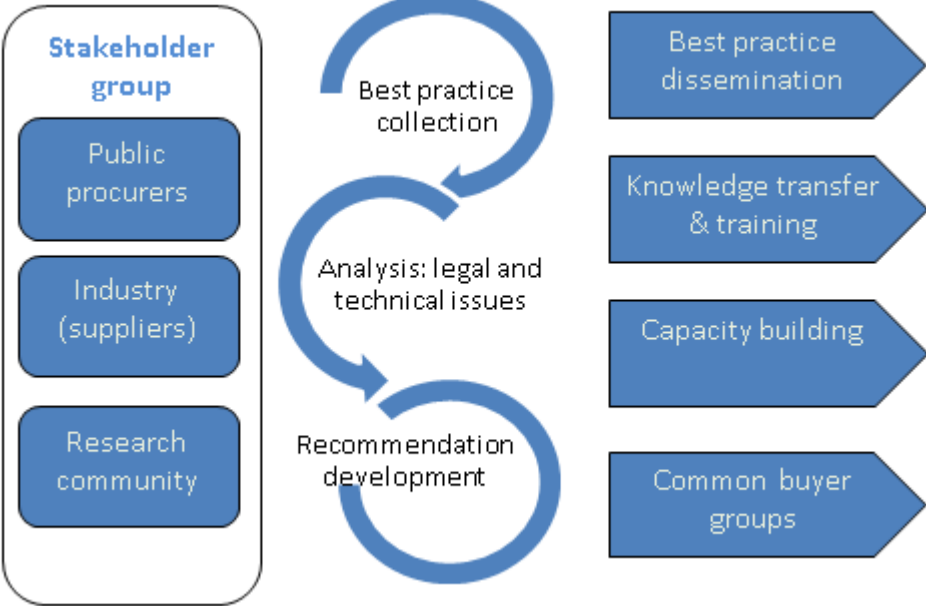 Stakeholder
group
Public
procurers
Industry
(suppliers)
Research
community
Best practice
collection
Analysis: legal and
technical issues
Recommendation
development
Best practice
dissemination
Knowledge transfer
& training
Capacity building
Common buyer
groups